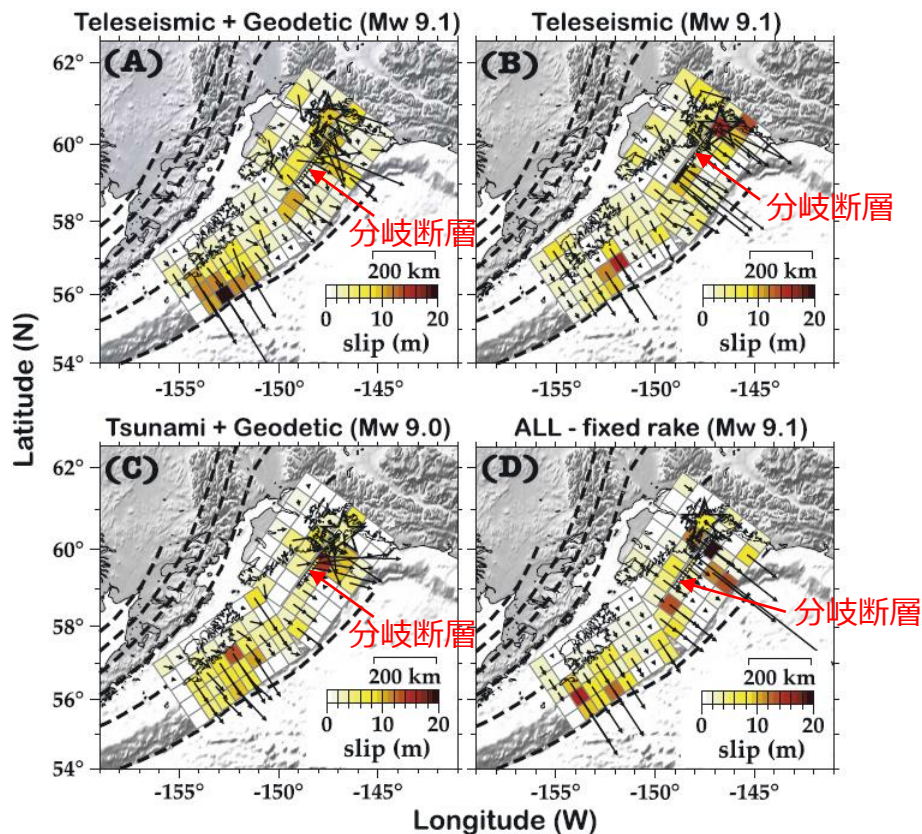 Teleseismic + Geodetic (Mw 9.1)
Teleseismic (Mw 9.1)
(A)
(B)
62°
60°
58°
56°
54°
分岐断層
分岐断層
200 km
0 10 20
slip (m)
200 km
0 10 20
slip (m)
-155° -150° -145°
-155° -150° -145°
Latitude (N)
Tsunami + Geodetic (Mw 9.0)
ALL - fixed rake (Mw 9.1)
(C)
(D)
62°
60°
58°
56°
54°
分岐断層
分岐断層
200 km
0 10 20
slip (m)
200 km
0 10 20
slip (m)
-155° -150° -145°
-155° -150° -145°
Longitude (W)